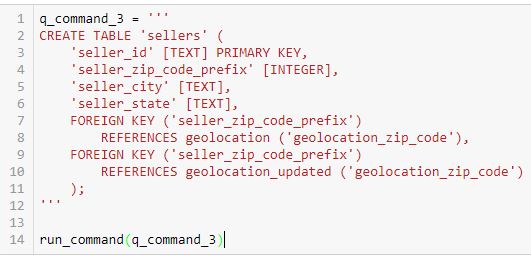 1 q_command_3 = '''
2 CREATE TABLE 'sellers' (
3     'seller_id' [TEXT] PRIMARY KEY,
4     'seller_zip_code_prefix' [INTEGER],
5     'seller_city' [TEXT],
6     'seller_state' [TEXT],
7     FOREIGN KEY ('seller_zip_code_prefix')
8         REFERENCES geolocation ('geolocation_zip_code'),
9     FOREIGN KEY ('seller_zip_code_prefix')
10         REFERENCES geolocation_updated ('geolocation_zip_code')
11     );
12 '''
13
14 run_command(q_command_3)